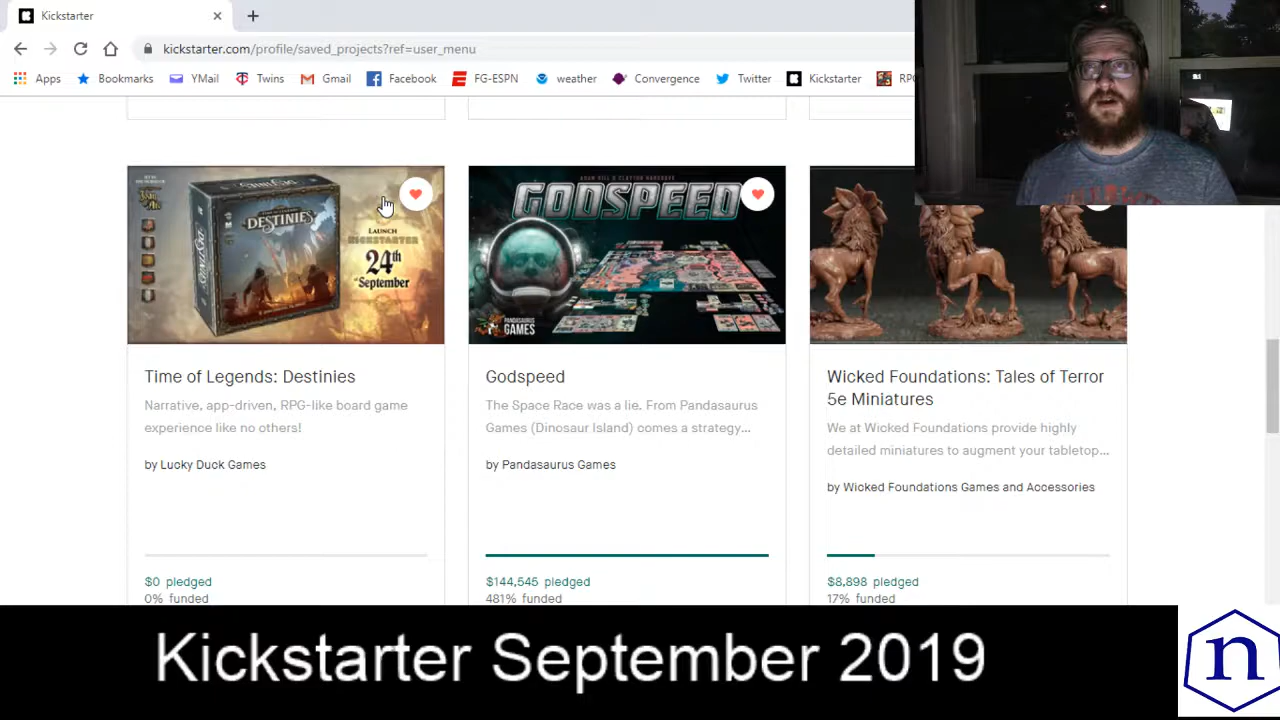 Kickstarter
kickstarter.com/profile/saved_projects?ref=user_menu
Apps Bookmarks YMail Twins Gmail Facebook FG-ESPN weather Convergence Twitter Kickstarter
DESTINIES
LAUNCH
KICKSTARTER
24th
September
ADAM HILL & CLAYTON HARGROVE
GODSPEED
PANDASAURUS
GAMES
Time of Legends: Destinies
Narrative, app-driven, RPG-like board game
experience like no others!
by Lucky Duck Games
$0 pledged
0% funded
Godspeed
The Space Race was a lie. From Pandasaurus
Games (Dinosaur Island) comes a strategy...
by Pandasaurus Games
$144,545 pledged
481% funded
Wicked Foundations: Tales of Terror
5e Miniatures
We at Wicked Foundations provide highly
detailed miniatures to augment your tabletop...
by Wicked Foundations Games and Accessories
$8,898 pledged
17% funded
Kickstarter September 2019
n